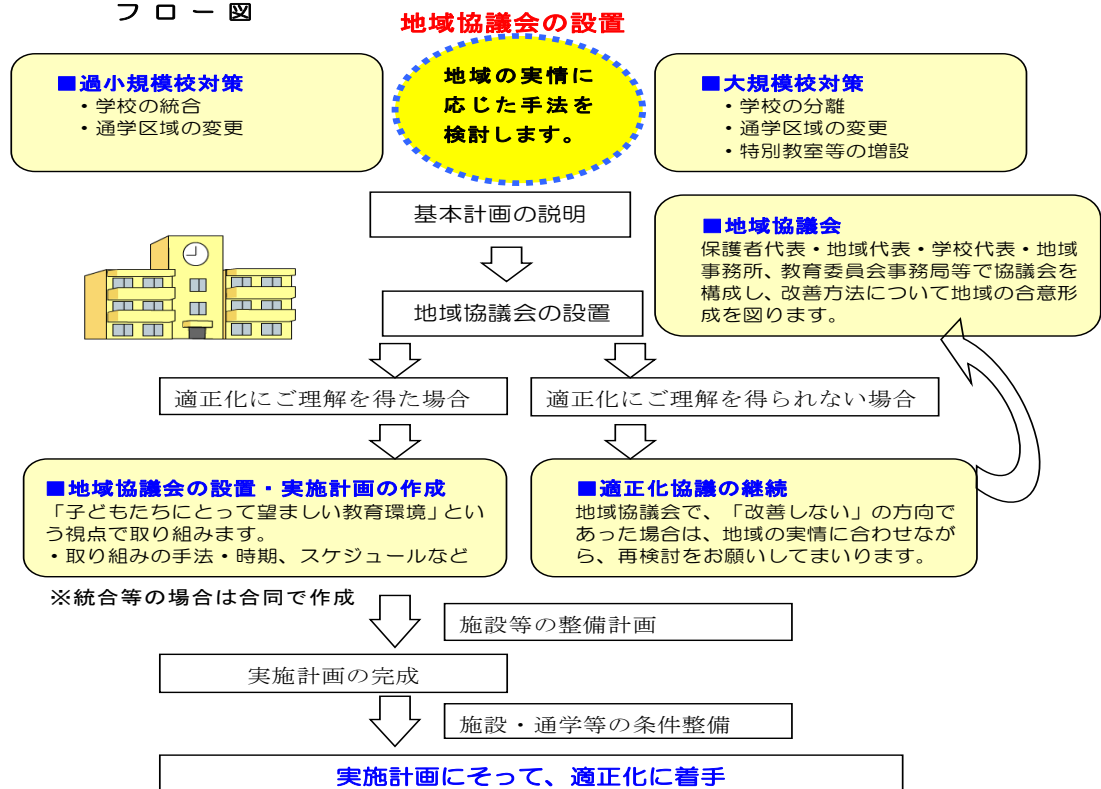 フロー図
地域協議会の設置
■過小規模校対策
・学校の統合
・通学区域の変更
地域の実情に
応じた手法を
検討します。
■大規模校対策
・学校の分離
・通学区域の変更
・特別教室等の増設
基本計画の説明
■地域協議会
保護者代表・地域代表・学校代表・地域
事務所、教育委員会事務局等で協議会を
構成し、改善方法について地域の合意形
成を図ります。
地域協議会の設置
適正化にご理解を得た場合
適正化にご理解を得られない場合
■地域協議会の設置・実施計画の作成
「子どもたちにとって望ましい教育環境」とい
う視点で取り組みます。
・取り組みの手法・時期、スケジュールなど
■適正化協議の継続
地域協議会で、「改善しない」の方向で
あった場合は、地域の実情に合わせなが
ら、再検討をお願いしてまいります。
※統合等の場合は合同で作成
施設等の整備計画
実施計画の完成
施設・通学等の条件整備
実施計画にそって、適正化に着手